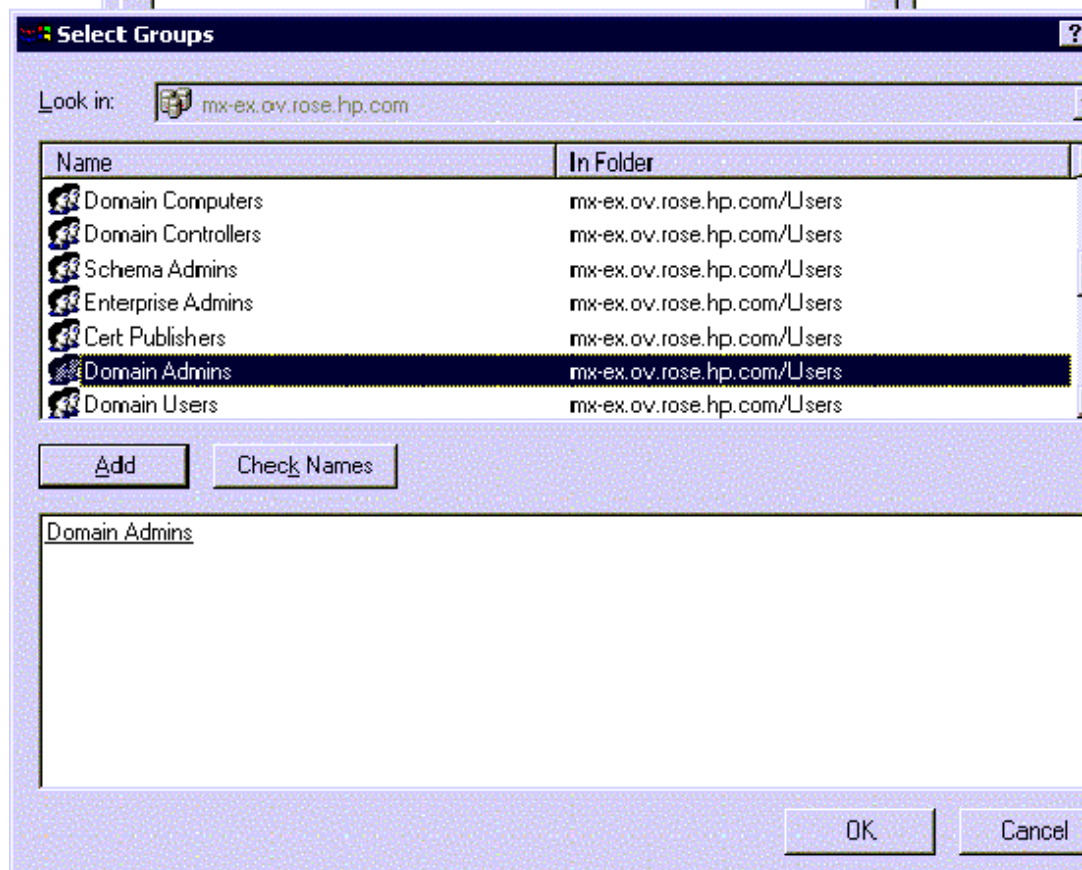 Select Groups
?
Look in: mx-ex.ov.rose.hp.com
Name In Folder
Domain Computers mx-ex.ov.rose.hp.com/Users
Domain Controllers mx-ex.ov.rose.hp.com/Users
Schema Admins mx-ex.ov.rose.hp.com/Users
Enterprise Admins mx-ex.ov.rose.hp.com/Users
Cert Publishers mx-ex.ov.rose.hp.com/Users
Domain Admins mx-ex.ov.rose.hp.com/Users
Domain Users mx-ex.ov.rose.hp.com/Users
Add Check Names
Domain Admins
OK Cancel